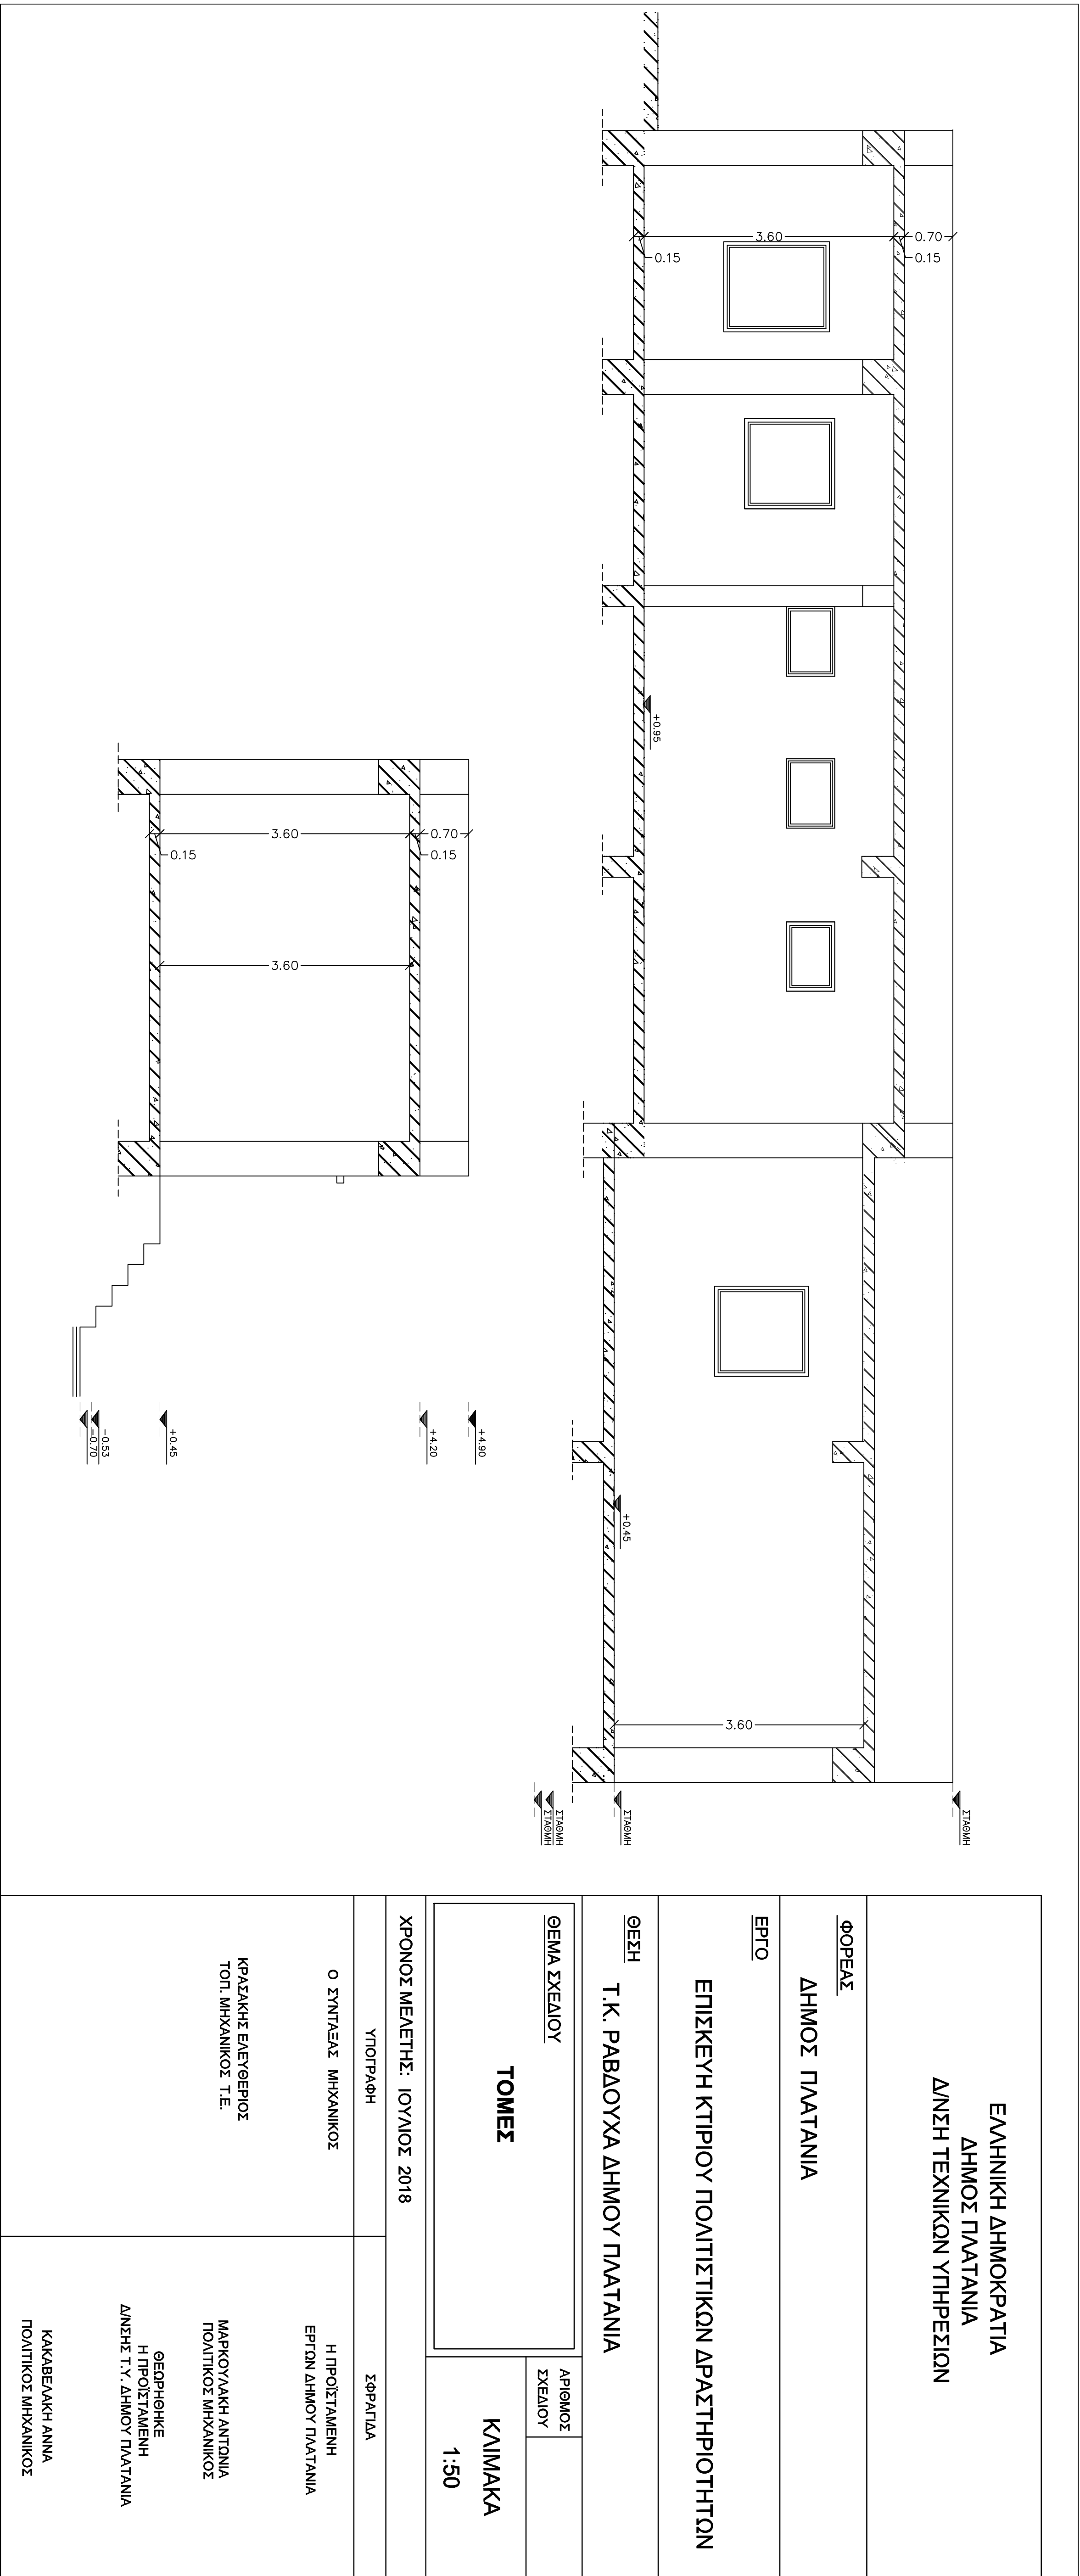 ΕΛΛΗΝΙΚΗ ΔΗΜΟΚΡΑΤΙΑ
ΔΗΜΟΣ ΠΛΑΤΑΝΙΑ
Δ/ΝΣΗ ΤΕΧΝΙΚΩΝ ΥΠΗΡΕΣΙΩΝ
ΦΟΡΕΑΣ
ΔΗΜΟΣ ΠΛΑΤΑΝΙΑ
ΕΡΓΟ
ΕΠΙΣΚΕΥΗ ΚΤΙΡΙΟΥ ΠΟΛΙΤΙΣΤΙΚΩΝ ΔΡΑΣΤΗΡΙΟΤΗΤΩΝ
ΘΕΣΗ
Τ.Κ. ΡΑΒΔΟΥΧΑ ΔΗΜΟΥ ΠΛΑΤΑΝΙΑ
ΘΕΜΑ ΣΧΕΔΙΟΥ
ΤΟΜΕΣ
ΑΡΙΘΜΟΣ
ΣΧΕΔΙΟΥ
ΚΛΙΜΑΚΑ
1:50
ΧΡΟΝΟΣ ΜΕΛΕΤΗΣ: ΙΟΥΛΙΟΣ 2018
ΥΠΟΓΡΑΦΗ
ΣΦΡΑΓΙΔΑ
Ο ΣΥΝΤΑΞΑΣ ΜΗΧΑΝΙΚΟΣ
ΚΡΑΣΑΚΗΣ ΕΛΕΥΘΕΡΙΟΣ
ΤΟΠ. ΜΗΧΑΝΙΚΟΣ Τ.Ε.
Η ΠΡΟΪΣΤΑΜΕΝΗ
ΕΡΓΩΝ ΔΗΜΟΥ ΠΛΑΤΑΝΙΑ
ΜΑΡΚΟΥΛΑΚΗ ΑΝΤΩΝΙΑ
ΠΟΛΙΤΙΚΟΣ ΜΗΧΑΝΙΚΟΣ
ΘΕΩΡΗΘΗΚΕ
Η ΠΡΟΪΣΤΑΜΕΝΗ
Δ/ΝΣΗΣ Τ.Υ. ΔΗΜΟΥ ΠΛΑΤΑΝΙΑ
ΚΑΚΑΒΕΛΑΚΗ ΑΝΝΑ
ΠΟΛΙΤΙΚΟΣ ΜΗΧΑΝΙΚΟΣ
3.60
0.70
0.15
0.15
+0.95
+0.45
3.60
ΣΤΑΘΜΗ
ΣΤΑΘΜΗ
ΣΤΑΘΜΗ
ΣΤΑΘΜΗ
3.60
0.70
0.15
0.15
3.60
+4.90
+4.20
+0.45
-0.53
-0.70